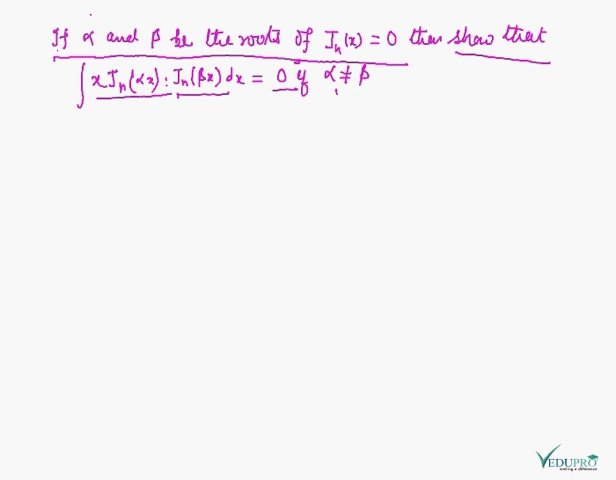 If α and β be the roots of Jₙ(x) = 0 then show that
∫ x Jₙ(αx) . Jₙ(βx) dx = 0 if α ≠ β
VEDUPRO